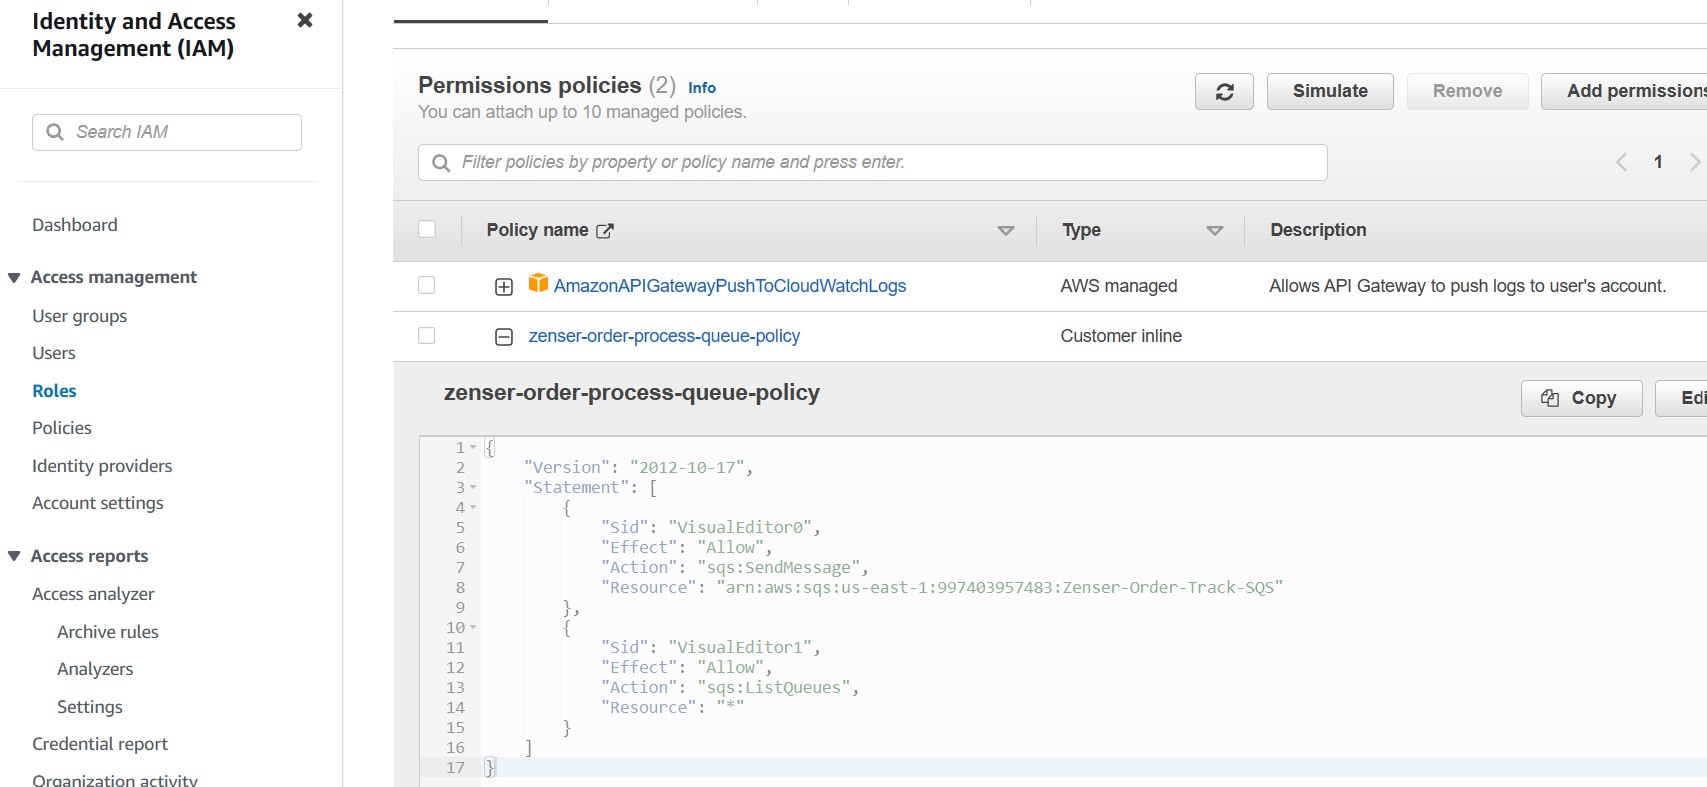 Identity and Access
Management (IAM)
Search IAM
Dashboard
Access management
User groups
Users
Roles
Policies
Identity providers
Account settings
Access reports
Access analyzer
Archive rules
Analyzers
Settings
Credential report
Organization activity
Permissions policies (2) Info
You can attach up to 10 managed policies.
Simulate
Remove
Add permissions
Filter policies by property or policy name and press enter.
1
Policy name Type Description
AmazonAPIGatewayPushToCloudWatchLogs AWS managed Allows API Gateway to push logs to user's account.
zenser-order-process-queue-policy Customer inline
zenser-order-process-queue-policy
Copy
Edi
1 {
2 "Version": "2012-10-17",
3 "Statement": [
4 {
5 "Sid": "VisualEditor0",
6 "Effect": "Allow",
7 "Action": "sqs:SendMessage",
8 "Resource": "arn:aws:sqs:us-east-1:997403957483:Zenser-Order-Track-SQS"
9 },
10 {
11 "Sid": "VisualEditor1",
12 "Effect": "Allow",
13 "Action": "sqs:ListQueues",
14 "Resource": "*"
15 }
16 ]
17 }